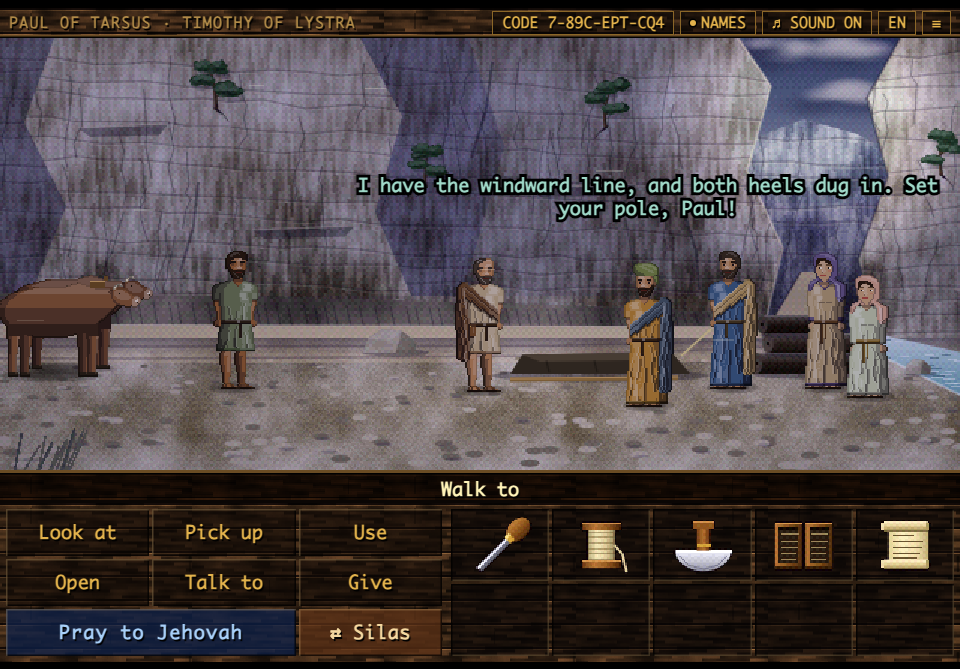 PAUL OF TARSUS · TIMOTHY OF LYSTRA
CODE 7-89C-EPT-CQ4
• NAMES
♬ SOUND ON
EN
≡
I have the windward line, and both heels dug in. Set
your pole, Paul!
Walk to
Look at
Pick up
Use
Open
Talk to
Give
Pray to Jehovah
⇄ Silas